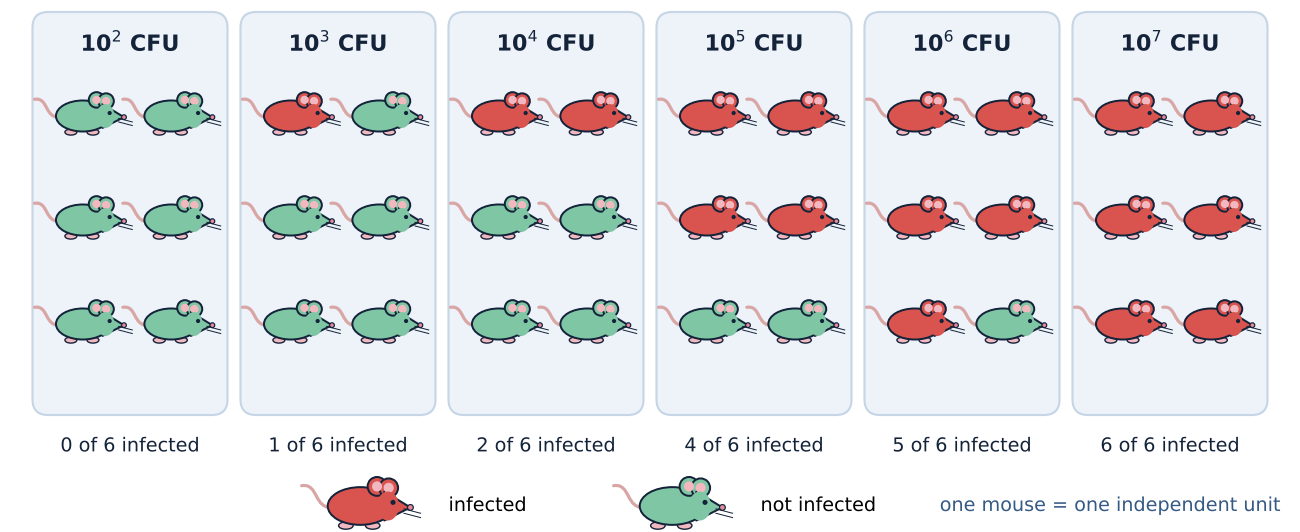 10² CFU
10³ CFU
10⁴ CFU
10⁵ CFU
10⁶ CFU
10⁷ CFU
0 of 6 infected
1 of 6 infected
2 of 6 infected
4 of 6 infected
5 of 6 infected
6 of 6 infected
infected
not infected
one mouse = one independent unit